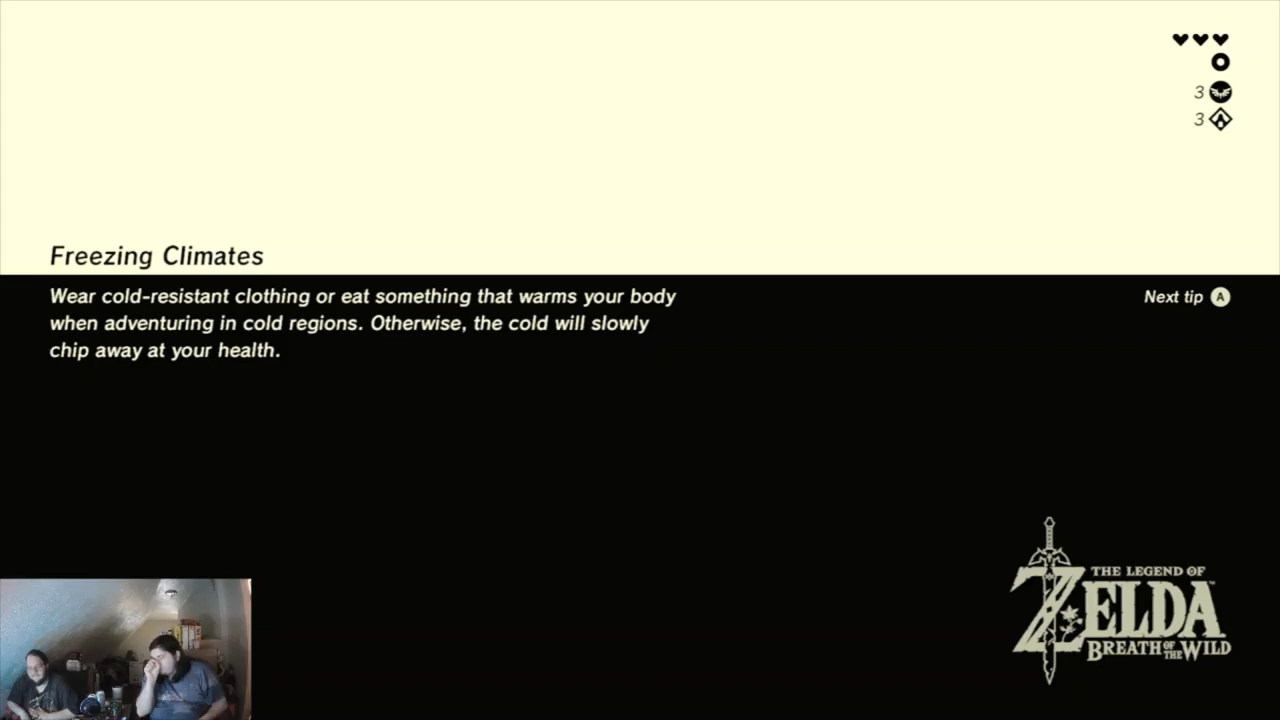 3
3
Freezing Climates
Wear cold-resistant clothing or eat something that warms your body
when adventuring in cold regions. Otherwise, the cold will slowly
chip away at your health.
Next tip A
THE LEGEND OF
ZELDA
BREATH OF THE WILD